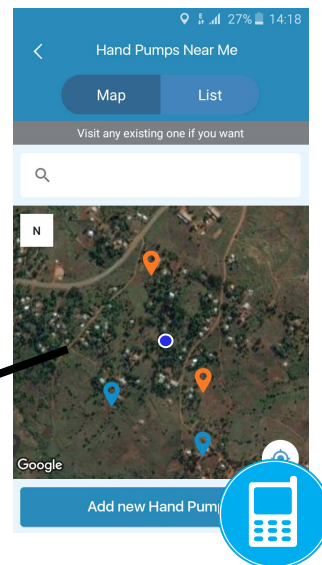 27% 14:18
Hand Pumps Near Me
Map List
Visit any existing one if you want
N
Google
Add new Hand Pump